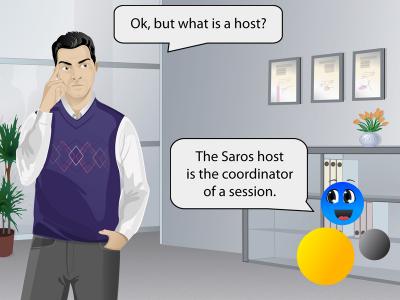 Ok, but what is a host?
The Saros host
is the coordinator
of a session.